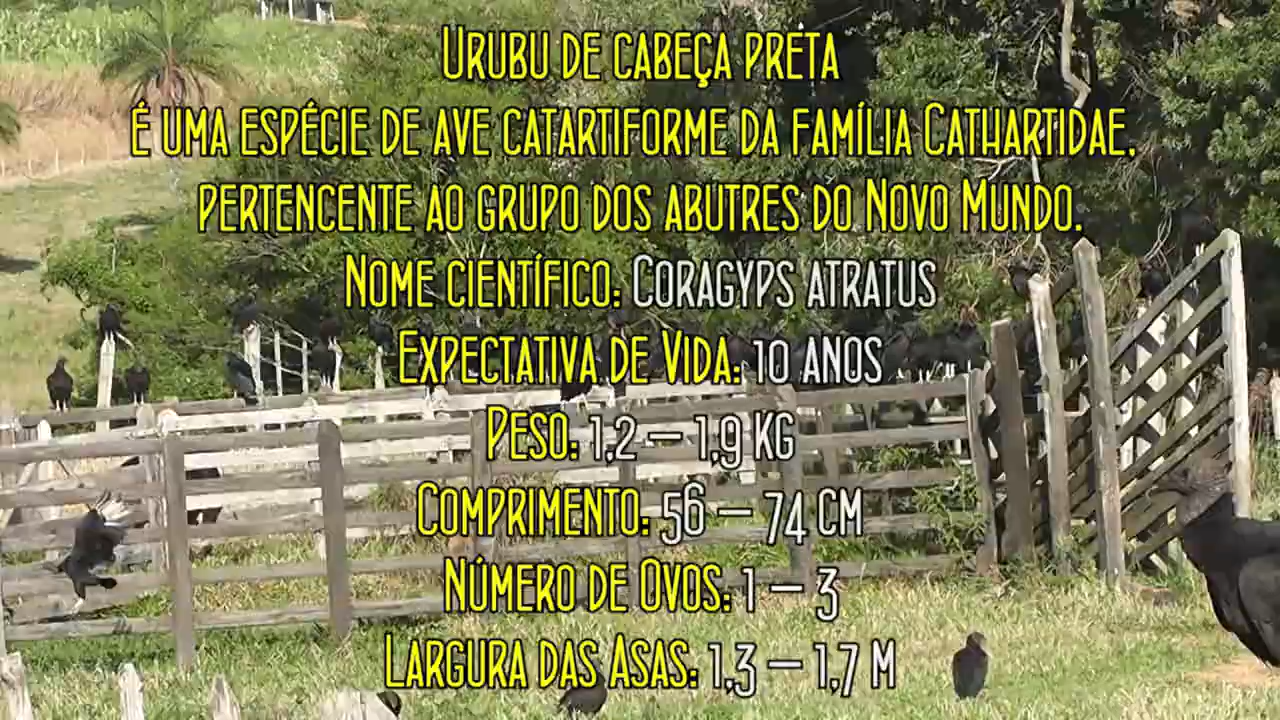 Urubu de cabeça preta
é uma espécie de ave catartiforme da família Cathartidae,
pertencente ao grupo dos abutres do Novo Mundo.
Nome científico: Coragyps atratus
Expectativa de Vida: 10 anos
Peso: 1,2 – 1,9 kg
Comprimento: 56 – 74 cm
Número de Ovos: 1 – 3
Largura das Asas: 1,3 – 1,7 m